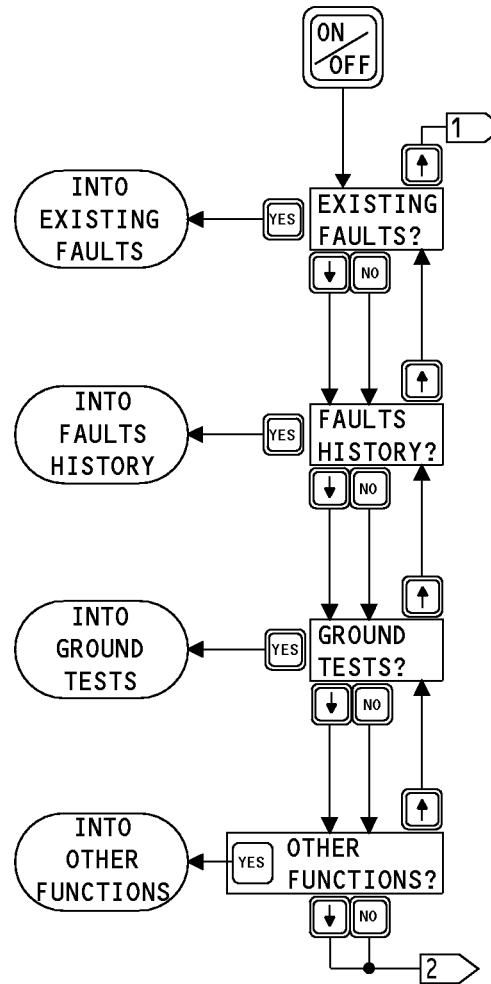 ON
OFF
1
INTO
EXISTING
FAULTS
YES
EXISTING
FAULTS?
NO
INTO
FAULTS
HISTORY
YES
FAULTS
HISTORY?
NO
INTO
GROUND
TESTS
YES
GROUND
TESTS?
NO
INTO
OTHER
FUNCTIONS
YES
OTHER
FUNCTIONS?
NO
2